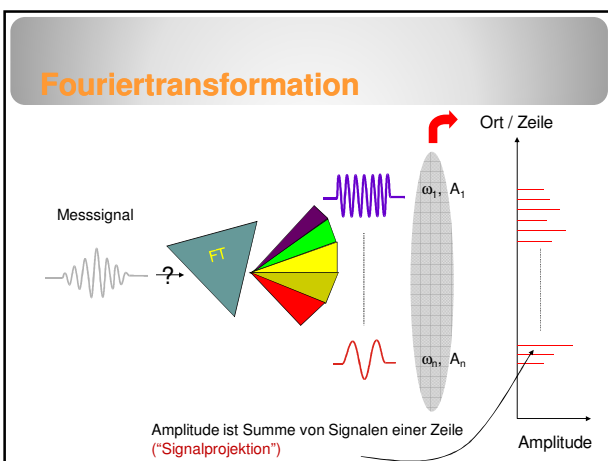 Fouriertransformation
Ort / Zeile
Messsignal
?
FT
ω1, A1
ωn, An
Amplitude ist Summe von Signalen einer Zeile
("Signalprojektion")
Amplitude